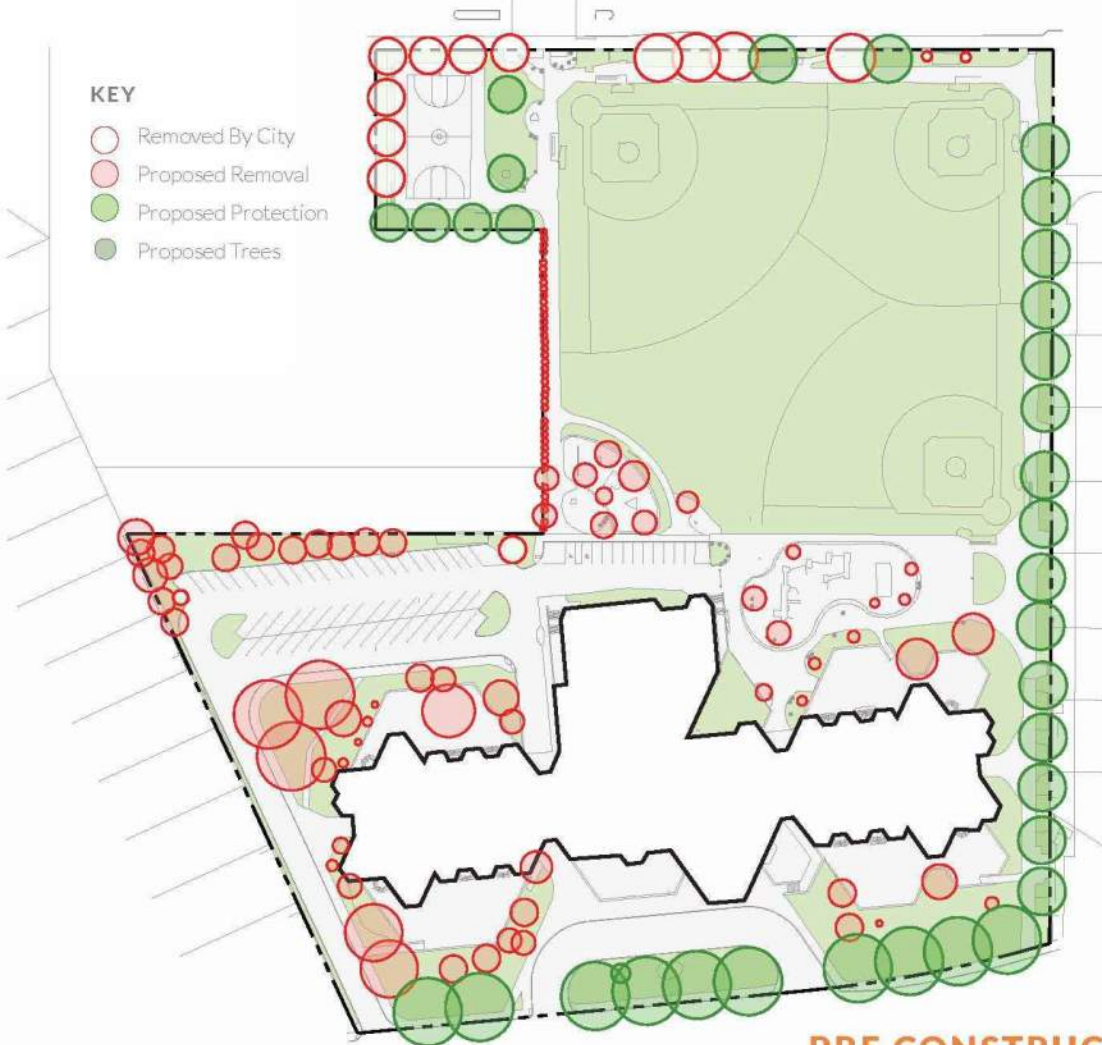 KEY
Removed By City
Proposed Removal
Proposed Protection
Proposed Trees